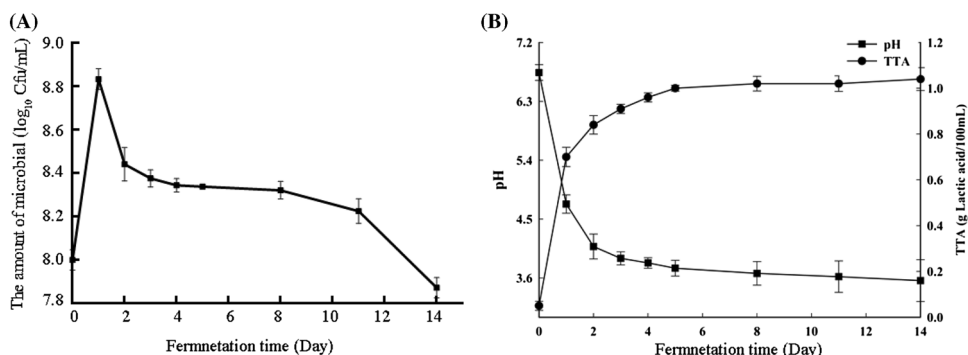 (A)
The amount of microbial (log10 Cfu/mL)
9.0
8.8
8.6
8.4
8.2
8.0
7.8
0 2 4 6 8 10 12 14
Fermnetation time (Day)
(B)
pH
TTA
pH
7.2
6.3
5.4
4.5
3.6
1.2
1.0
0.8
0.6
0.4
0.2
0.0
TTA (g Lactic acid/100mL)
0 2 4 6 8 10 12 14
Fermnetation time (Day)